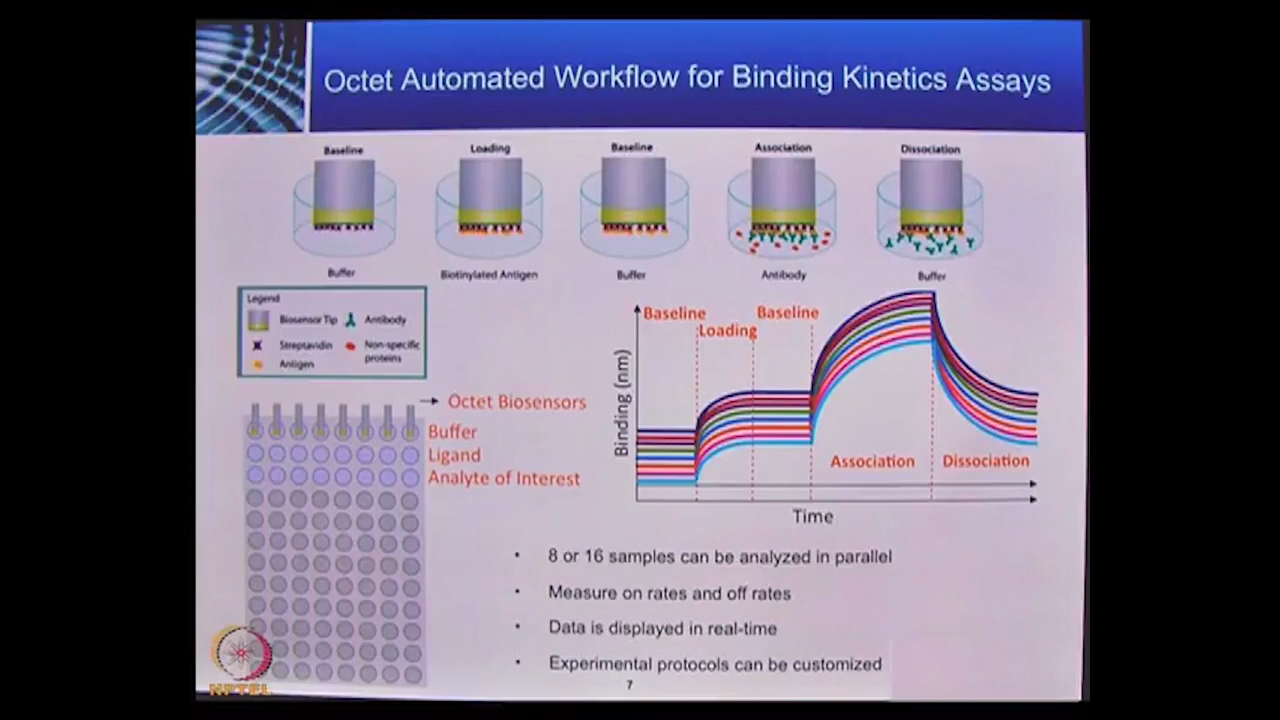 Octet Automated Workflow for Binding Kinetics Assays
Baseline
Loading
Baseline
Association
Dissociation
Buffer
Biotinylated Antigen
Buffer
Antibody
Buffer
Legend
Biosensor Tip
Antibody
Streptavidin
Non-specific
proteins
Antigen
Octet Biosensors
Buffer
Ligand
Analyte of Interest
Baseline
Loading
Baseline
Binding (nm)
Association
Dissociation
Time
• 8 or 16 samples can be analyzed in parallel
• Measure on rates and off rates
• Data is displayed in real-time
• Experimental protocols can be customized
7
NPTEL